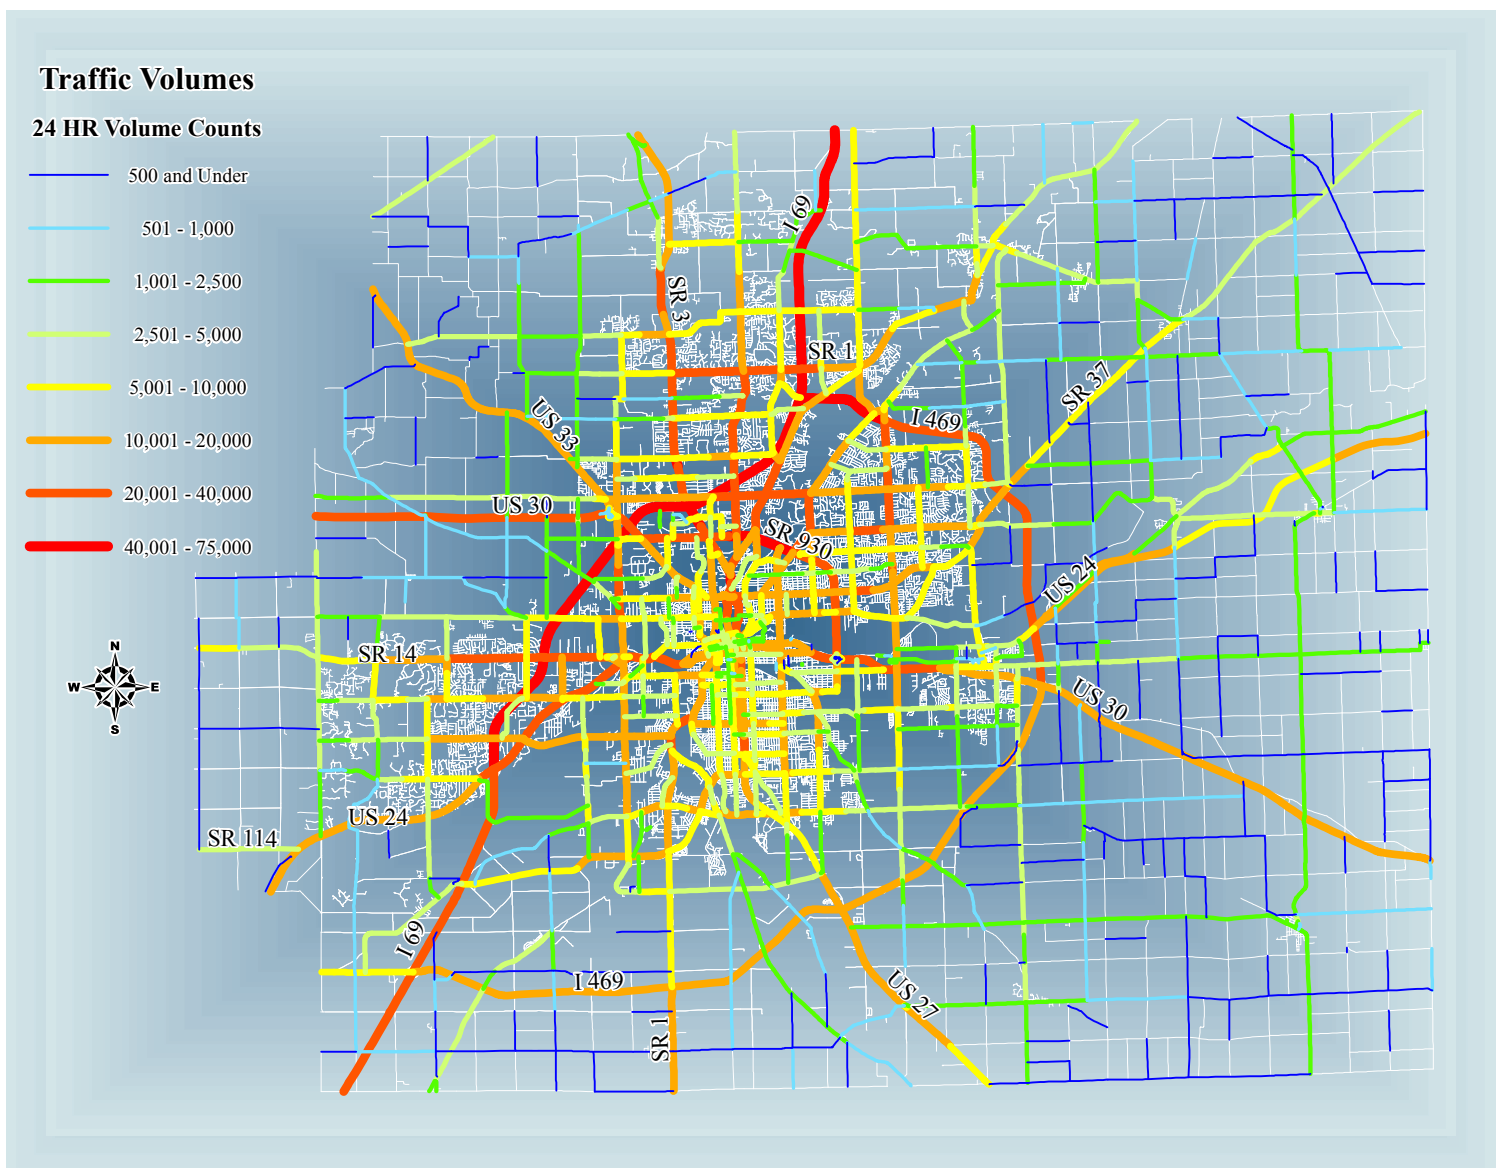 Traffic Volumes
24 HR Volume Counts
500 and Under
501 - 1,000
1,001 - 2,500
2,501 - 5,000
5,001 - 10,000
10,001 - 20,000
20,001 - 40,000
40,001 - 75,000
I 69
SR 3
SR 1
SR 37
US 33
I 469
US 30
SR 930
US 24
N
W E
S
SR 14
US 30
US 24
SR 114
I 69
I 469
US 27
SR 1